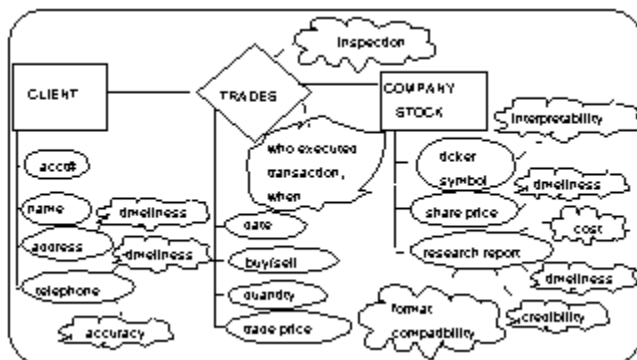 inspection
CLIENT
TRADES
COMPANY
STOCK
interpretability
acct#
who executed
transaction,
when
ticker
symbol
timeliness
name
timeliness
date
share price
cost
address
timeliness
buy/sell
research report
timeliness
telephone
quantity
format
compatibility
credibility
accuracy
trade price